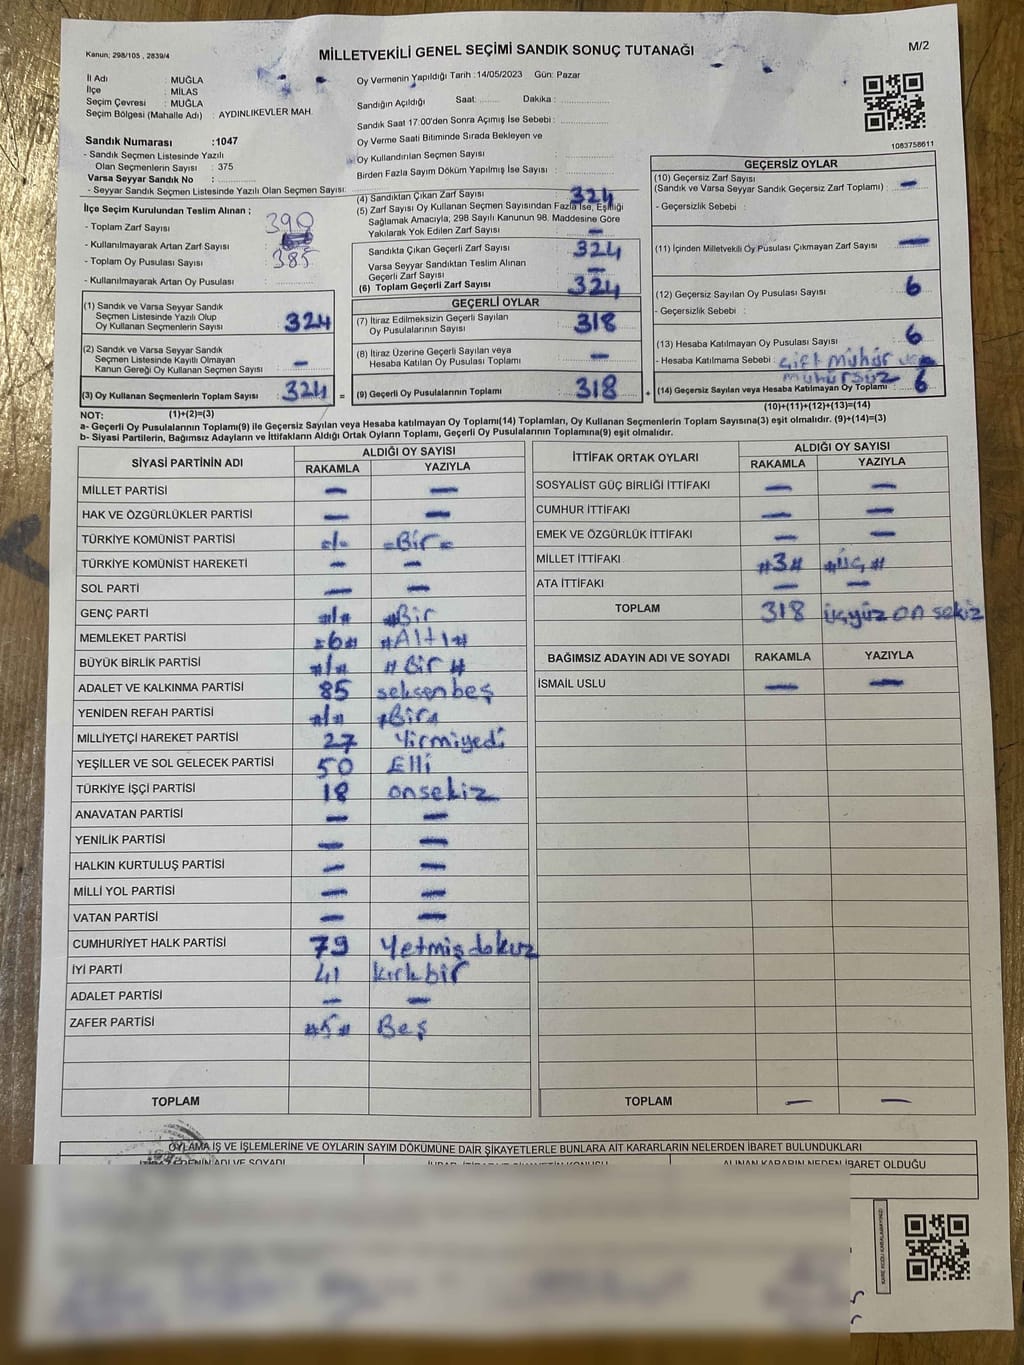 Kanun; 298/105 , 2839/4
MİLLETVEKİLİ GENEL SEÇİMİ SANDIK SONUÇ TUTANAĞI
M/2
İl Adı : MUĞLA
İlçe : MİLAS
Seçim Çevresi : MUĞLA
Seçim Bölgesi (Mahalle Adı) : AYDINLIKEVLER MAH.
Oy Vermenin Yapıldığı Tarih : 14/05/2023 Gün: Pazar
Sandığın Açıldığı Saat: ........ Dakika : ................
Sandık Saat 17:00'den Sonra Açımış İse Sebebi : ................
Oy Verme Saati Bitiminde Sırada Bekleyen ve
Oy Kullandırılan Seçmen Sayısı : ................
Birden Fazla Sayım Döküm Yapılmış İse Sayısı : ................
1083758611
Sandık Numarası :1047
- Sandık Seçmen Listesinde Yazılı
Olan Seçmenlerin Sayısı : 375
Varsa Seyyar Sandık No : ................
- Seyyar Sandık Seçmen Listesinde Yazılı Olan Seçmen Sayısı: ................
İlçe Seçim Kurulundan Teslim Alınan ;
- Toplam Zarf Sayısı : 390
- Kullanılmayarak Artan Zarf Sayısı :
- Toplam Oy Pusulası Sayısı : 385
- Kullanılmayarak Artan Oy Pusulası : ................
(1) Sandık ve Varsa Seyyar Sandık
Seçmen Listesinde Yazılı Olup
Oy Kullanan Seçmenlerin Sayısı : 324
(2) Sandık ve Varsa Seyyar Sandık
Seçmen Listesinde Kayıtlı Olmayan
Kanun Gereği Oy Kullanan Seçmen Sayısı : –
(3) Oy Kullanan Seçmenlerin Toplam Sayısı : 324 =
(4) Sandıktan Çıkan Zarf Sayısı : 324
(5) Zarf Sayısı Oy Kullanan Seçmen Sayısından Fazla İse, Eşitliği
Sağlamak Amacıyla; 298 Sayılı Kanunun 98. Maddesine Göre
Yakılarak Yok Edilen Zarf Sayısı : –
Sandıkta Çıkan Geçerli Zarf Sayısı : 324
Varsa Seyyar Sandıktan Teslim Alınan
Geçerli Zarf Sayısı : –
(6) Toplam Geçerli Zarf Sayısı : 324
GEÇERLİ OYLAR
(7) İtiraz Edilmeksizin Geçerli Sayılan
Oy Pusulalarının Sayısı : 318
(8) İtiraz Üzerine Geçerli Sayılan veya
Hesaba Katılan Oy Pusulası Sayısı : –
(9) Geçerli Oy Pusulalarının Toplamı : 318 +
GEÇERSİZ OYLAR
(10) Geçersiz Zarf Sayısı
(Sandık ve Varsa Seyyar Sandık Geçersiz Zarf Toplamı) : –
- Geçersizlik Sebebi :
(11) İçinden Milletvekili Oy Pusulası Çıkmayan Zarf Sayısı : –
(12) Geçersiz Sayılan Oy Pusulası Sayısı : 6
- Geçersizlik Sebebi :
(13) Hesaba Katılmayan Oy Pusulası Sayısı : 6
- Hesaba Katılmama Sebebi : Çift Mühür
mühürsüz
(14) Geçersiz Sayılan veya Hesaba Katılmayan Oy Toplamı : 6
NOT: (1)+(2)=(3)
(10)+(11)+(12)+(13)=(14)
a- Geçerli Oy Pusulasının Toplamı(9) ile Geçersiz Sayılan veya Hesaba katılmayan Oy Toplamı(14) Toplamları, Oy Kullanan Seçmenlerin Toplam Sayısına(3) eşit olmalıdır. (9)+(14)=(3)
b- Siyasi Partilerin, Bağımsız Adayların ve İttifakların Aldığı Ortak Oyların Toplamı, Geçerli Oy Pusulalarının Toplamına(9) eşit olmalıdır.
SİYASİ PARTİNİN ADI
ALDIĞI OY SAYISI
RAKAMLA YAZIYLA
MİLLET PARTİSİ – –
HAK VE ÖZGÜRLÜKLER PARTİSİ – –
TÜRKİYE KOMÜNİST PARTİSİ =1= =Bir=
TÜRKİYE KOMÜNİST HAREKETİ – –
SOL PARTİ – –
GENÇ PARTİ #1# #Bir
MEMLEKET PARTİSİ =6# #Altı#
BÜYÜK BİRLİK PARTİSİ #1# #Bir#
ADALET VE KALKINMA PARTİSİ 85 seksenbeş
YENİDEN REFAH PARTİSİ #1# #Bir#
MİLLİYETÇİ HAREKET PARTİSİ 27 Yirmiyedi
YEŞİLLER VE SOL GELECEK PARTİSİ 50 Elli
TÜRKİYE İŞÇİ PARTİSİ 18 onsekiz
ANAVATAN PARTİSİ – –
YENİLİK PARTİSİ – –
HALKIN KURTULUŞ PARTİSİ – –
MİLLİ YOL PARTİSİ – –
VATAN PARTİSİ – –
CUMHURİYET HALK PARTİSİ 79 Yetmiş dokuz
İYİ PARTİ 41 kırkbir
ADALET PARTİSİ – –
ZAFER PARTİSİ #5# Beş
TOPLAM
İTTİFAK ORTAK OYLARI
ALDIĞI OY SAYISI
RAKAMLA YAZIYLA
SOSYALİST GÜÇ BİRLİĞİ İTTİFAKI – –
CUMHUR İTTİFAKI – –
EMEK VE ÖZGÜRLÜK İTTİFAKI – –
MİLLET İTTİFAKI #3# #Üç#
ATA İTTİFAKI – –
TOPLAM 318 üçyüz on sekiz
BAĞIMSIZ ADAYIN ADI VE SOYADI RAKAMLA YAZIYLA
İSMAİL USLU – –
TOPLAM – –
OYLAMA İŞ VE İŞLEMLERİNE VE OYLARIN SAYIM DÖKÜMÜNE DAİR ŞİKAYETLERLE BUNLARA AİT KARARLARIN NELERDEN İBARET BULUNDUKLARI
ALINAN KARARIN NEDEN İBARET OLDUĞU